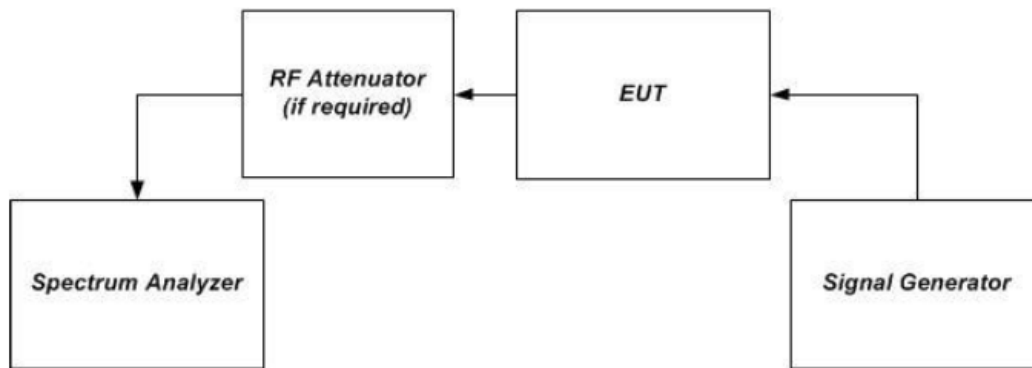 RF Attenuator
(if required)
EUT
Spectrum Analyzer
Signal Generator